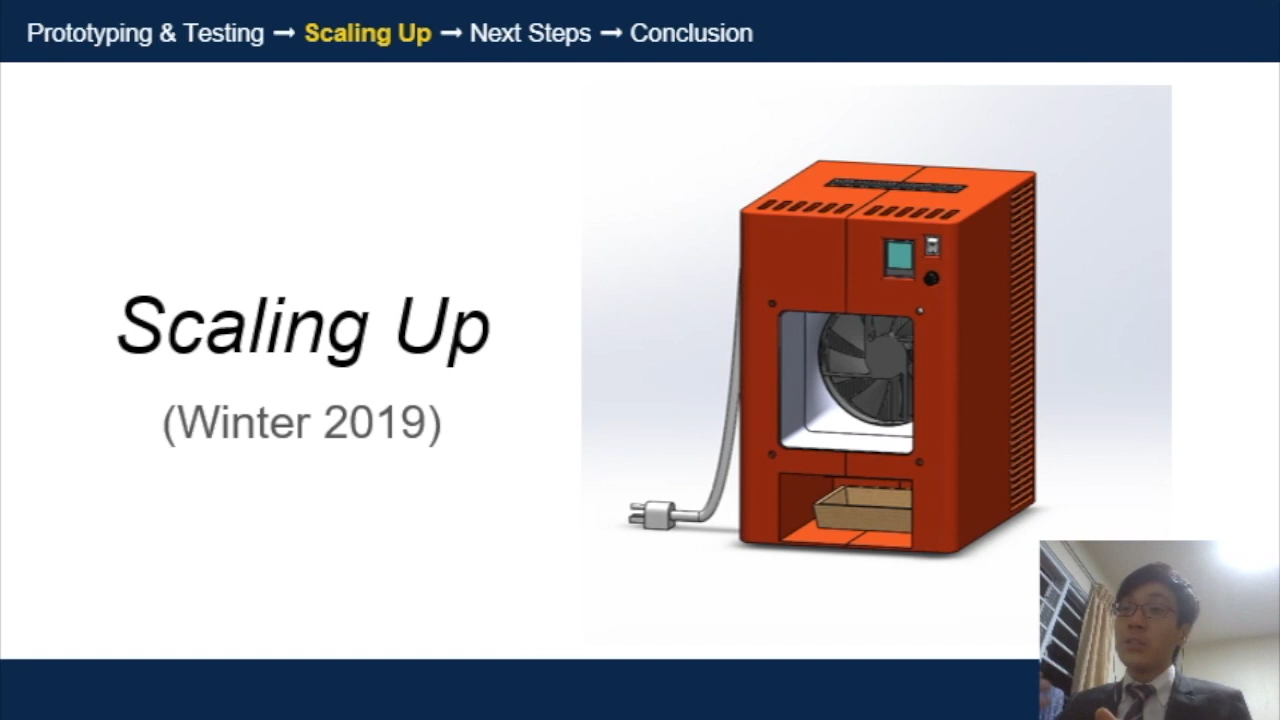 Prototyping & Testing → Scaling Up → Next Steps → Conclusion
Scaling Up
(Winter 2019)